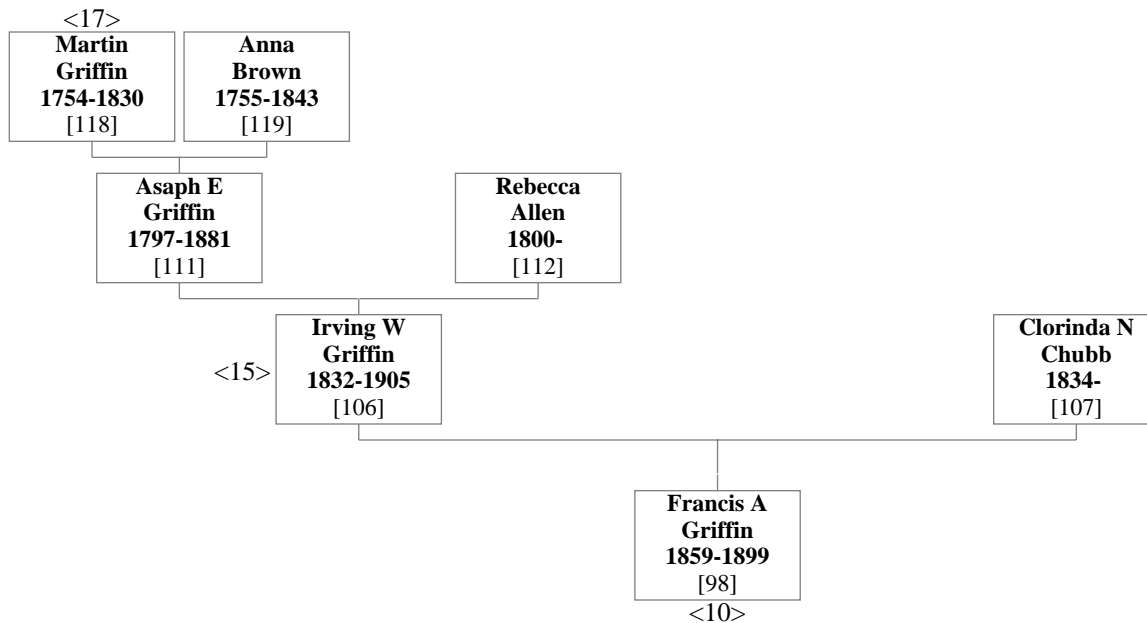 <17>
Martin
Griffin
1754-1830
[118]
Anna
Brown
1755-1843
[119]
Asaph E
Griffin
1797-1881
[111]
Rebecca
Allen
1800-
[112]
<15>
Irving W
Griffin
1832-1905
[106]
Clorinda N
Chubb
1834-
[107]
Francis A
Griffin
1859-1899
[98]
<10>